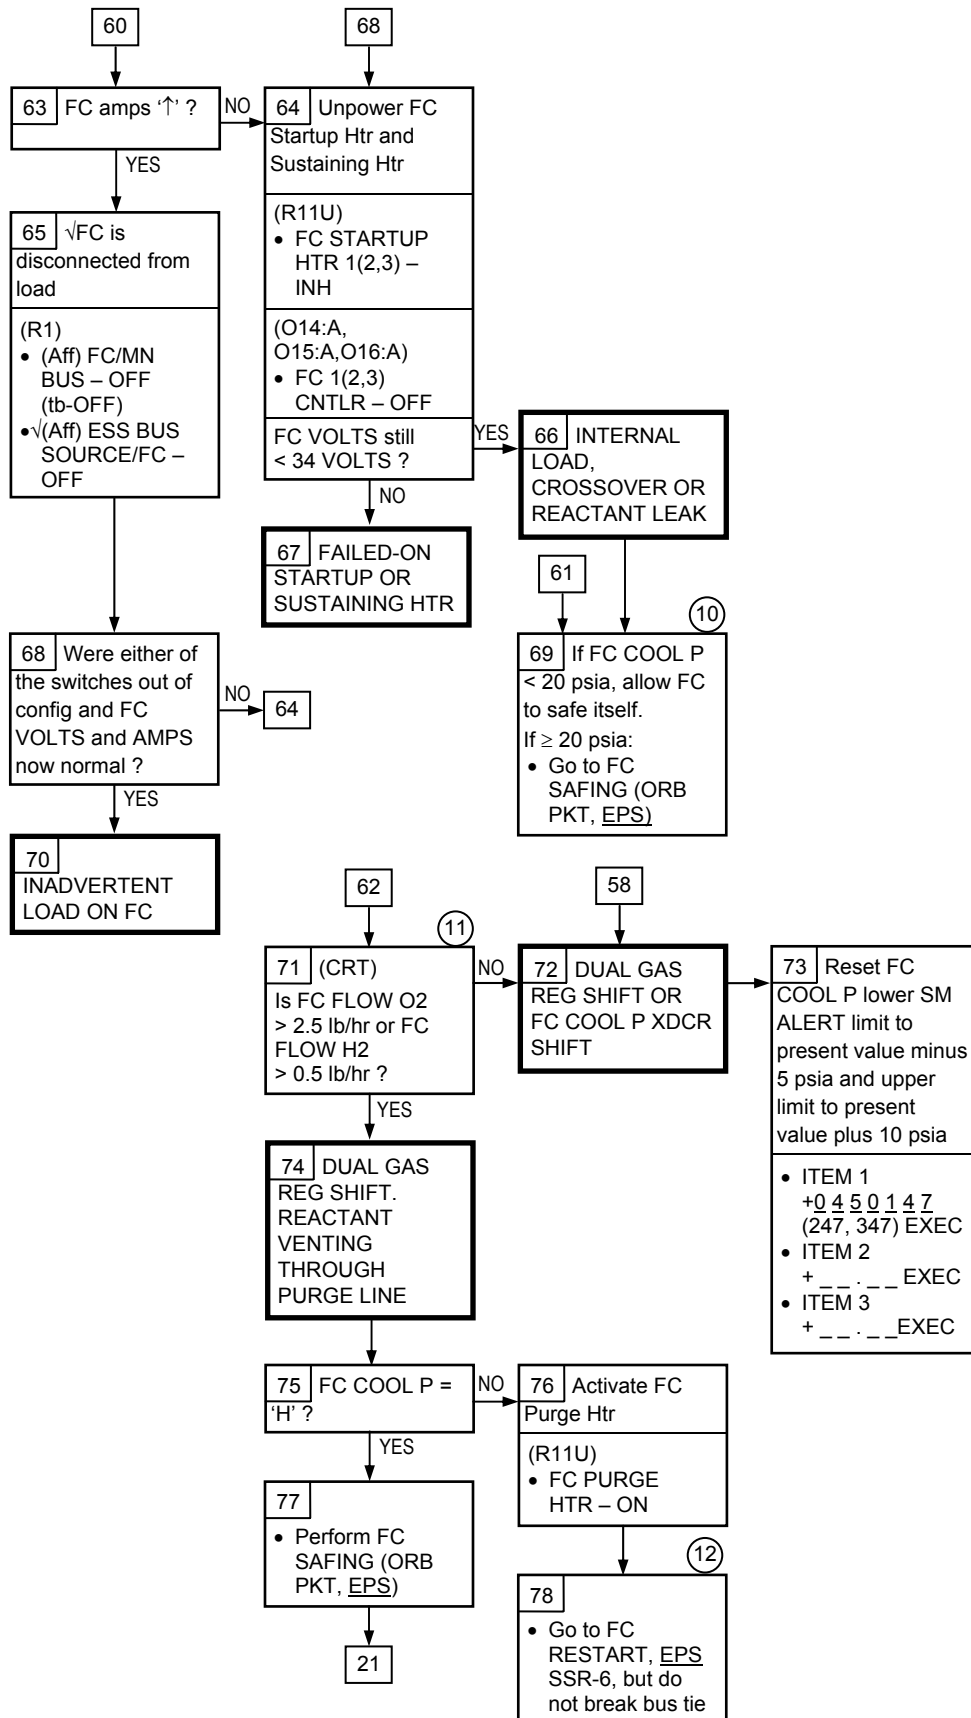 60
68
63 FC amps '↑' ?
NO
YES
64 Unpower FC
Startup Htr and
Sustaining Htr
(R11U)
• FC STARTUP
HTR 1(2,3) –
INH
(O14:A,
O15:A,O16:A)
• FC 1(2,3)
CNTLR – OFF
FC VOLTS still
< 34 VOLTS ?
YES
NO
65 √FC is
disconnected from
load
(R1)
• (Aff) FC/MN
BUS – OFF
(tb-OFF)
•√(Aff) ESS BUS
SOURCE/FC –
OFF
66 INTERNAL
LOAD,
CROSSOVER OR
REACTANT LEAK
67 FAILED-ON
STARTUP OR
SUSTAINING HTR
61
10
68 Were either of
the switches out of
config and FC
VOLTS and AMPS
now normal ?
NO
64
YES
69 If FC COOL P
< 20 psia, allow FC
to safe itself.
If ≥ 20 psia:
• Go to FC
SAFING (ORB
PKT, EPS)
70
INADVERTENT
LOAD ON FC
62
58
11
71 (CRT)
Is FC FLOW O2
> 2.5 lb/hr or FC
FLOW H2
> 0.5 lb/hr ?
NO
YES
72 DUAL GAS
REG SHIFT OR
FC COOL P XDCR
SHIFT
73 Reset FC
COOL P lower SM
ALERT limit to
present value minus
5 psia and upper
limit to present
value plus 10 psia
• ITEM 1
+0 4 5 0 1 4 7
(247, 347) EXEC
• ITEM 2
+ _ _ . _ _ EXEC
• ITEM 3
+ _ _ . _ _EXEC
74 DUAL GAS
REG SHIFT.
REACTANT
VENTING
THROUGH
PURGE LINE
75 FC COOL P =
'H' ?
NO
YES
76 Activate FC
Purge Htr
(R11U)
• FC PURGE
HTR – ON
77
• Perform FC
SAFING (ORB
PKT, EPS)
21
12
78
• Go to FC
RESTART, EPS
SSR-6, but do
not break bus tie